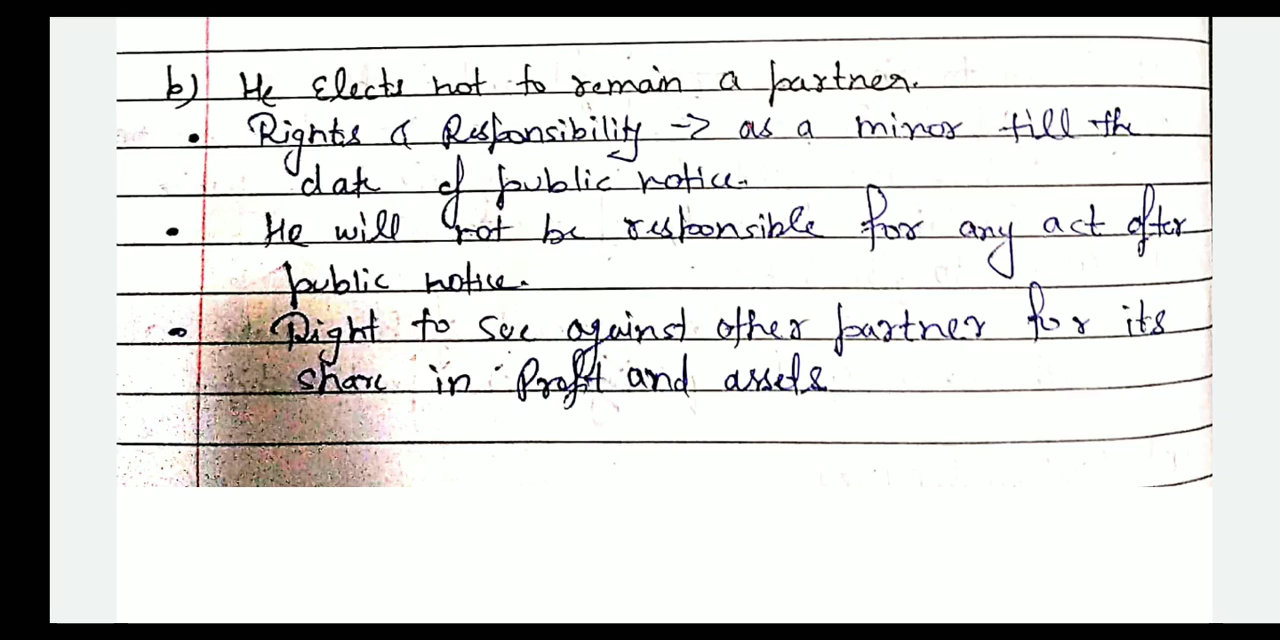 b) He Elects not to remain a partner.
• Rights & Responsibility -> as a minor till the
date of public notice.
• He will not be responsible for any act after
public notice.
• Right to see against other partner for its
share in Profit and assets